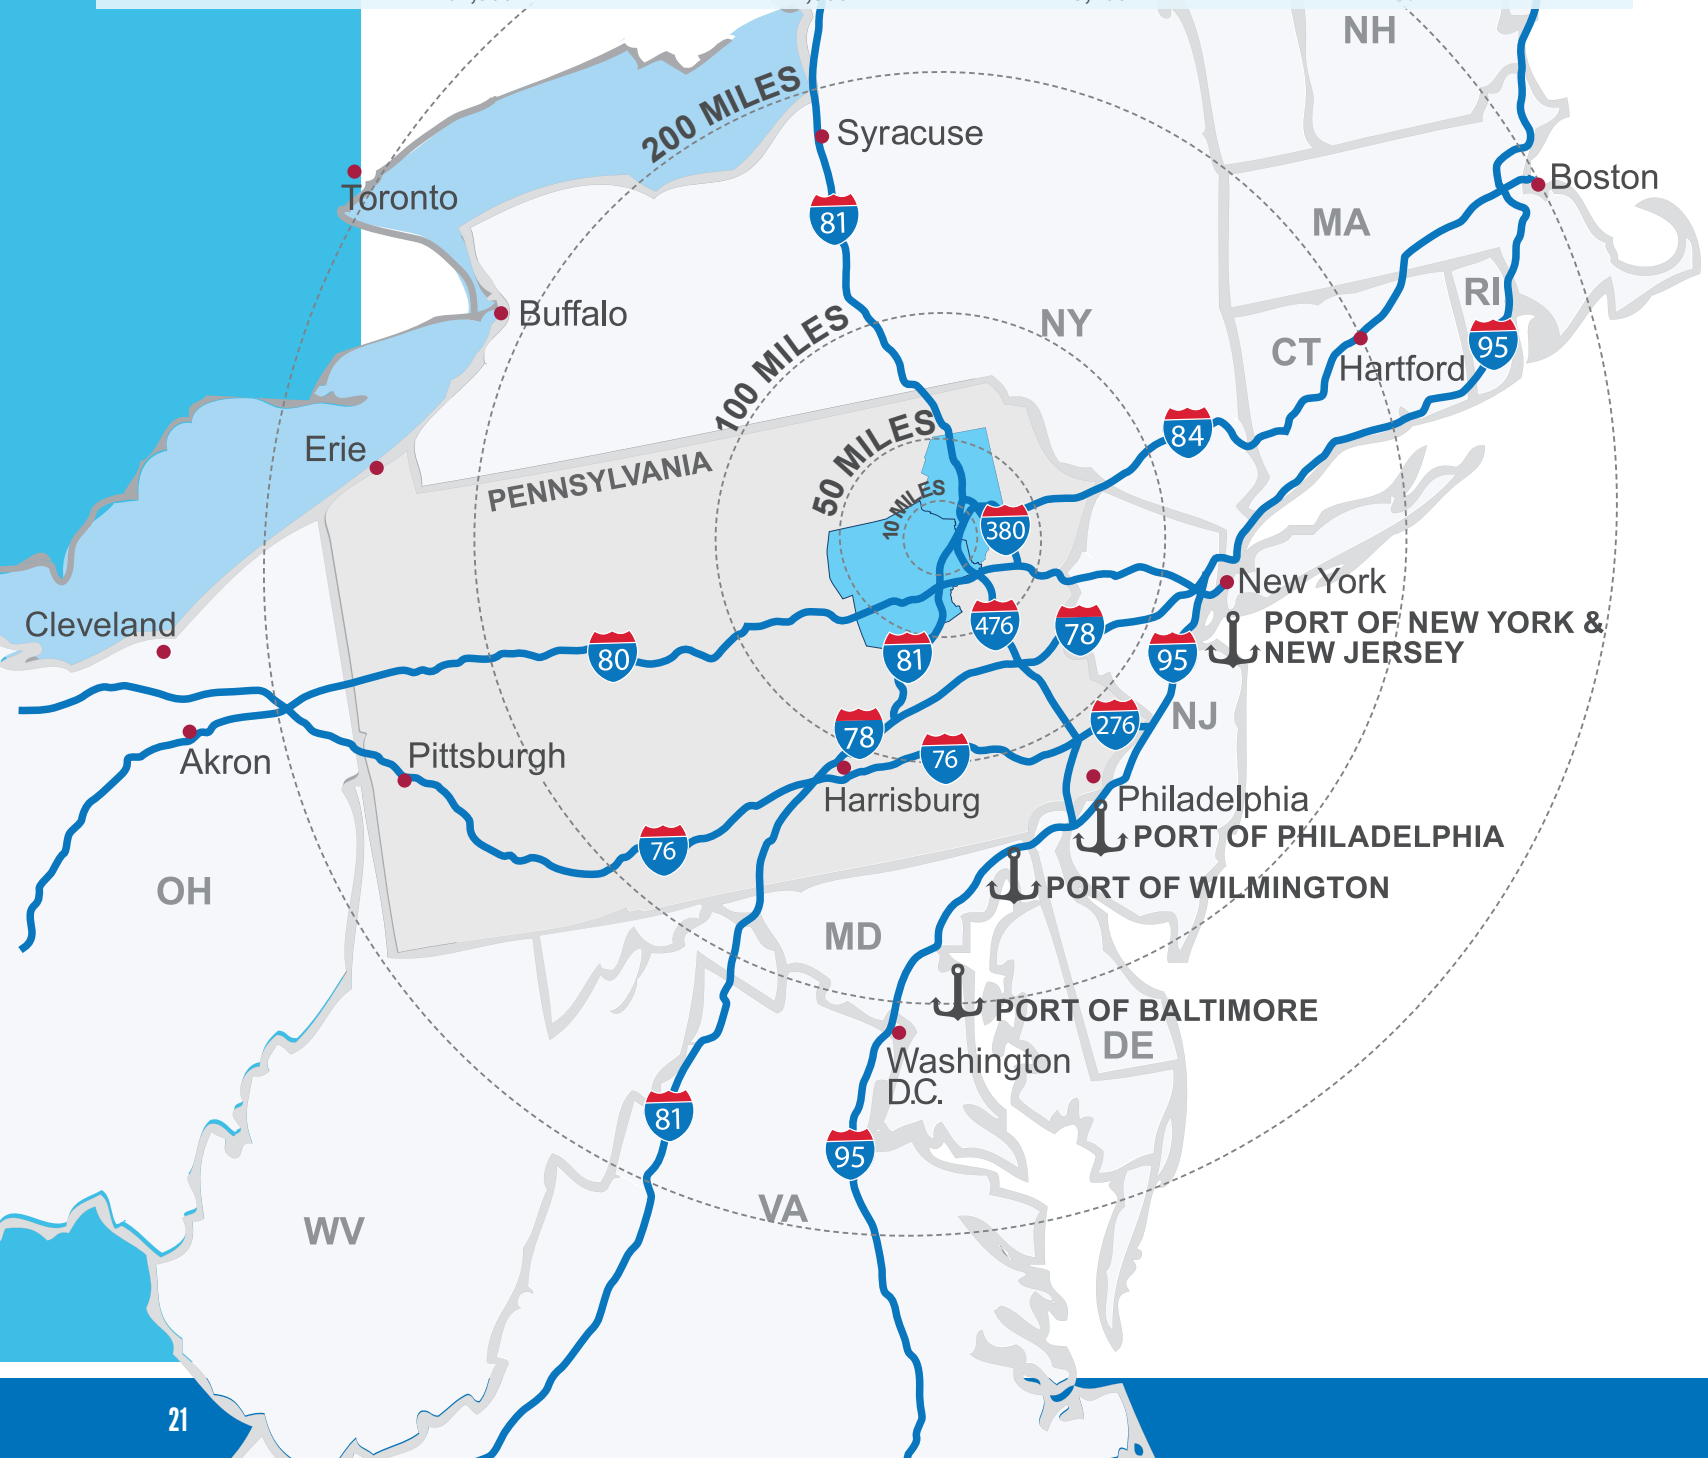 NH
200 MILES
Syracuse
Toronto
Boston
81
MA
RI
Buffalo
100 MILES
NY
CT
95
Hartford
50 MILES
84
Erie
PENNSYLVANIA
10 MILES
380
New York
Cleveland
PORT OF NEW YORK &
NEW JERSEY
476
78
80
81
95
NJ
276
78
76
Akron
Pittsburgh
Harrisburg
Philadelphia
PORT OF PHILADELPHIA
76
OH
PORT OF WILMINGTON
MD
PORT OF BALTIMORE
DE
Washington
D.C.
81
95
VA
WV
21